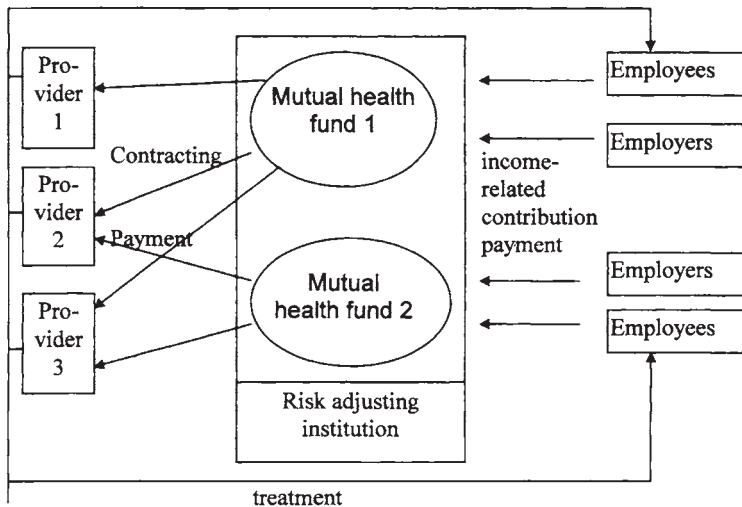 Pro-
vider
1
Contracting
Pro-
vider
2
Payment
Pro-
vider
3
Mutual health
fund 1
Mutual
health fund 2
Risk adjusting
institution
income-
related
contribution
payment
Employees
Employers
Employers
Employees
treatment